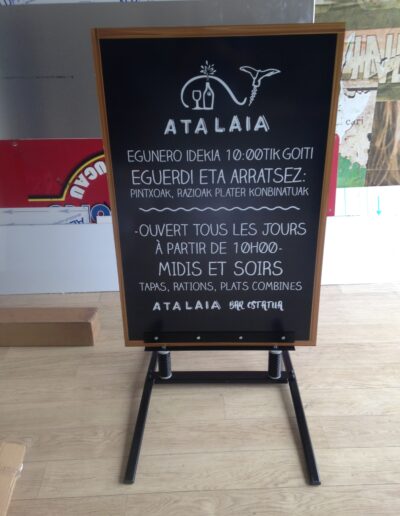 ATALAIA
EGUNERO IDEKIA 10:00TIK GOITI
EGUERDI ETA ARRATSEZ:
PINTXOAK, RAZIOAK PLATER KONBINATUAK
-OUVERT TOUS LES JOURS
À PARTIR DE 10H00-
MIDIS ET SOIRS
TAPAS, RATIONS, PLATS COMBINES
ATALAIA BAR OSTATUA